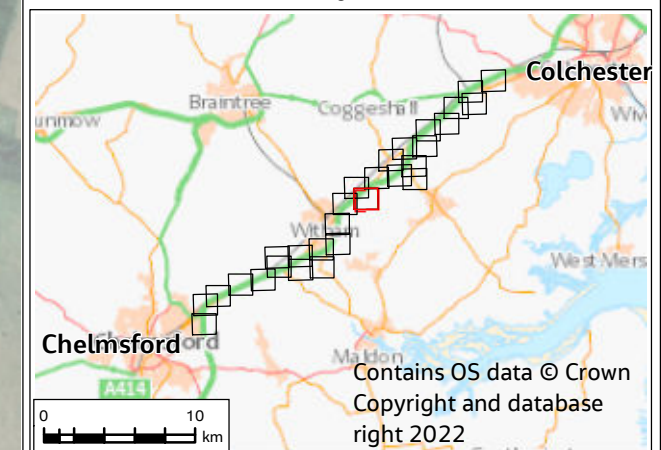 Colchester
Braintree
Coggeshall
unmow
Wiv
Witham
West Mers
Chelmsford
Maldon
A414
Contains OS data © Crown
Copyright and database
right 2022
0 10
km